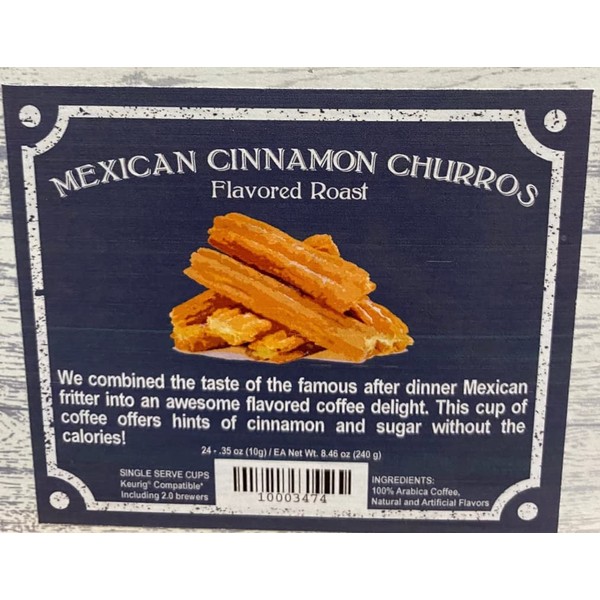 MEXICAN CINNAMON CHURROS
Flavored Roast
We combined the taste of the famous after dinner Mexican
fritter into an awesome flavored coffee delight. This cup of
coffee offers hints of cinnamon and sugar without the
calories!
24 - .35 oz (10g) / EA Net Wt. 8.46 oz (240 g)
SINGLE SERVE CUPS
Keurig® Compatible*
Including 2.0 brewers
10003474
INGREDIENTS:
100% Arabica Coffee,
Natural and Artificial Flavors